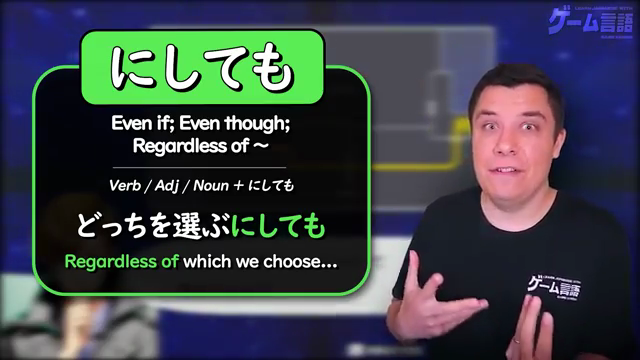 にしても
Even if; Even though;
Regardless of ～
Verb / Adj / Noun + にしても
どっちを選ぶにしても
Regardless of which we choose...
ゲーム言語
ゲーム言語